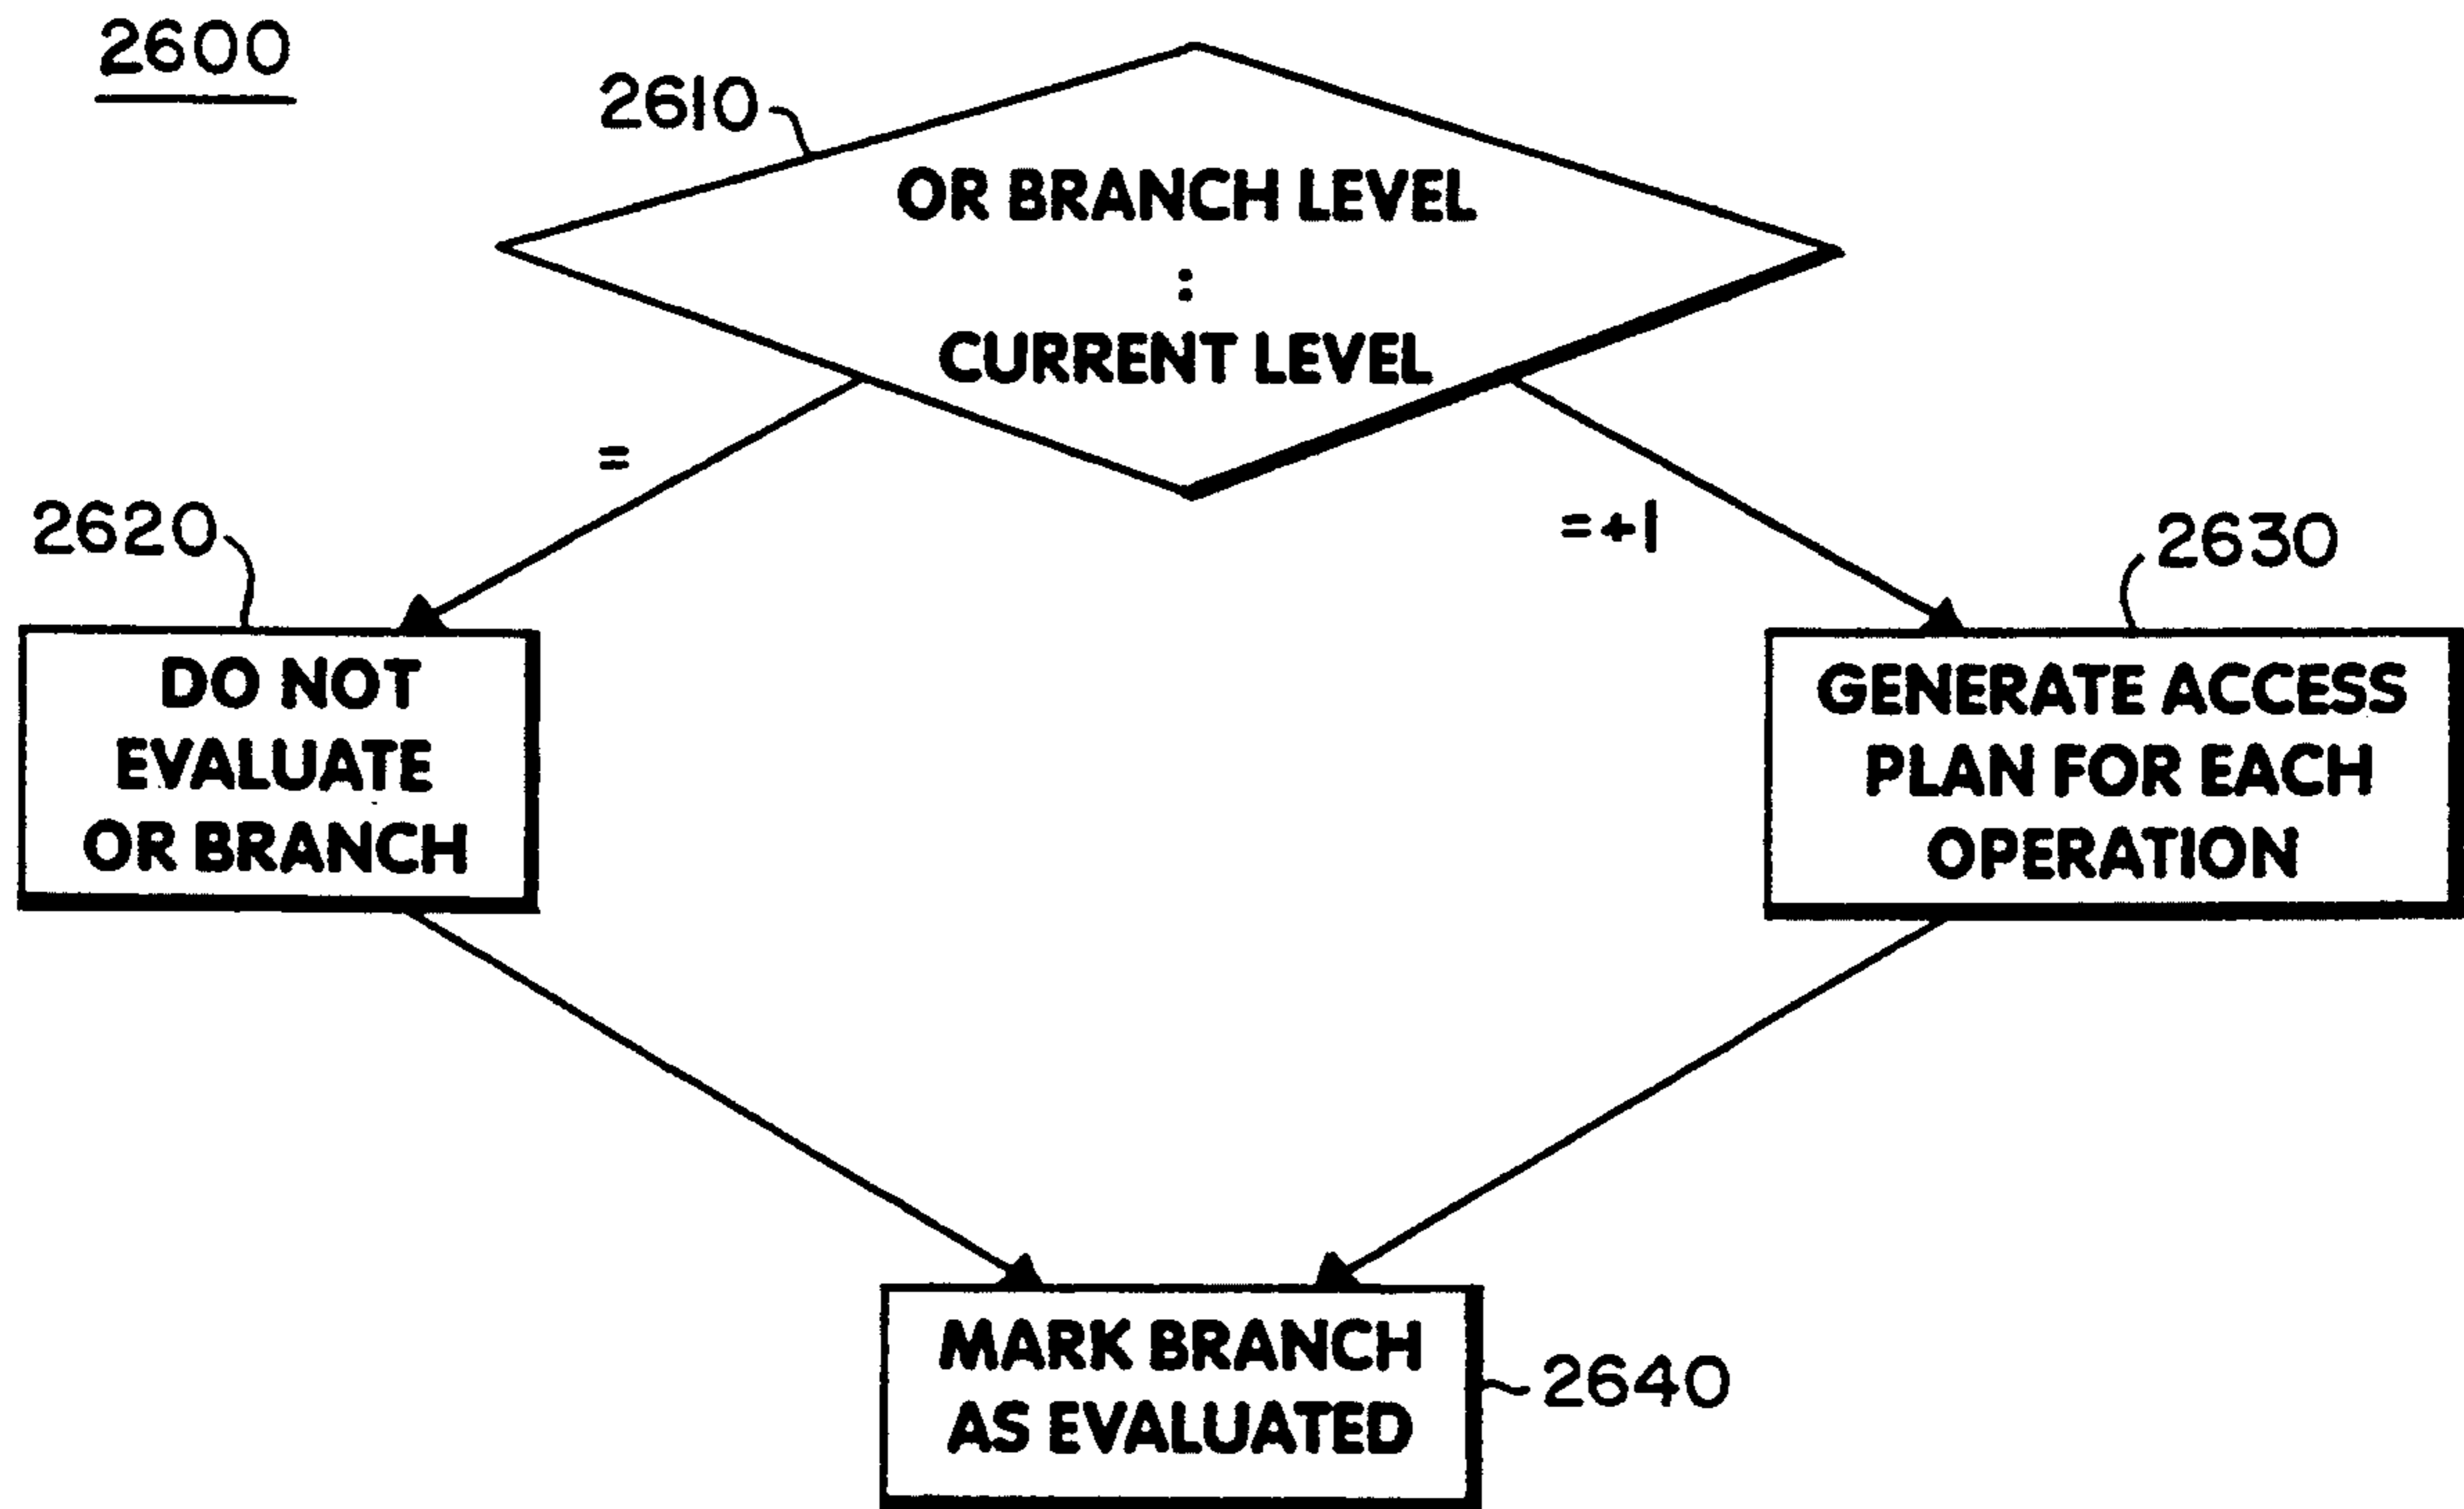 2600
2610
OR BRANCH LEVEL
:
CURRENT LEVEL
=
=+1
2620
2630
DO NOT
EVALUATE
OR BRANCH
GENERATE ACCESS
PLAN FOR EACH
OPERATION
MARK BRANCH
AS EVALUATED
2640